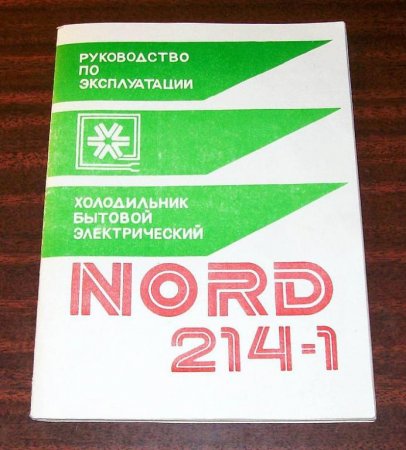 РУКОВОДСТВО
ПО
ЭКСПЛУАТАЦИИ
ХОЛОДИЛЬНИК
БЫТОВОЙ
ЭЛЕКТРИЧЕСКИЙ
NORD
214-1